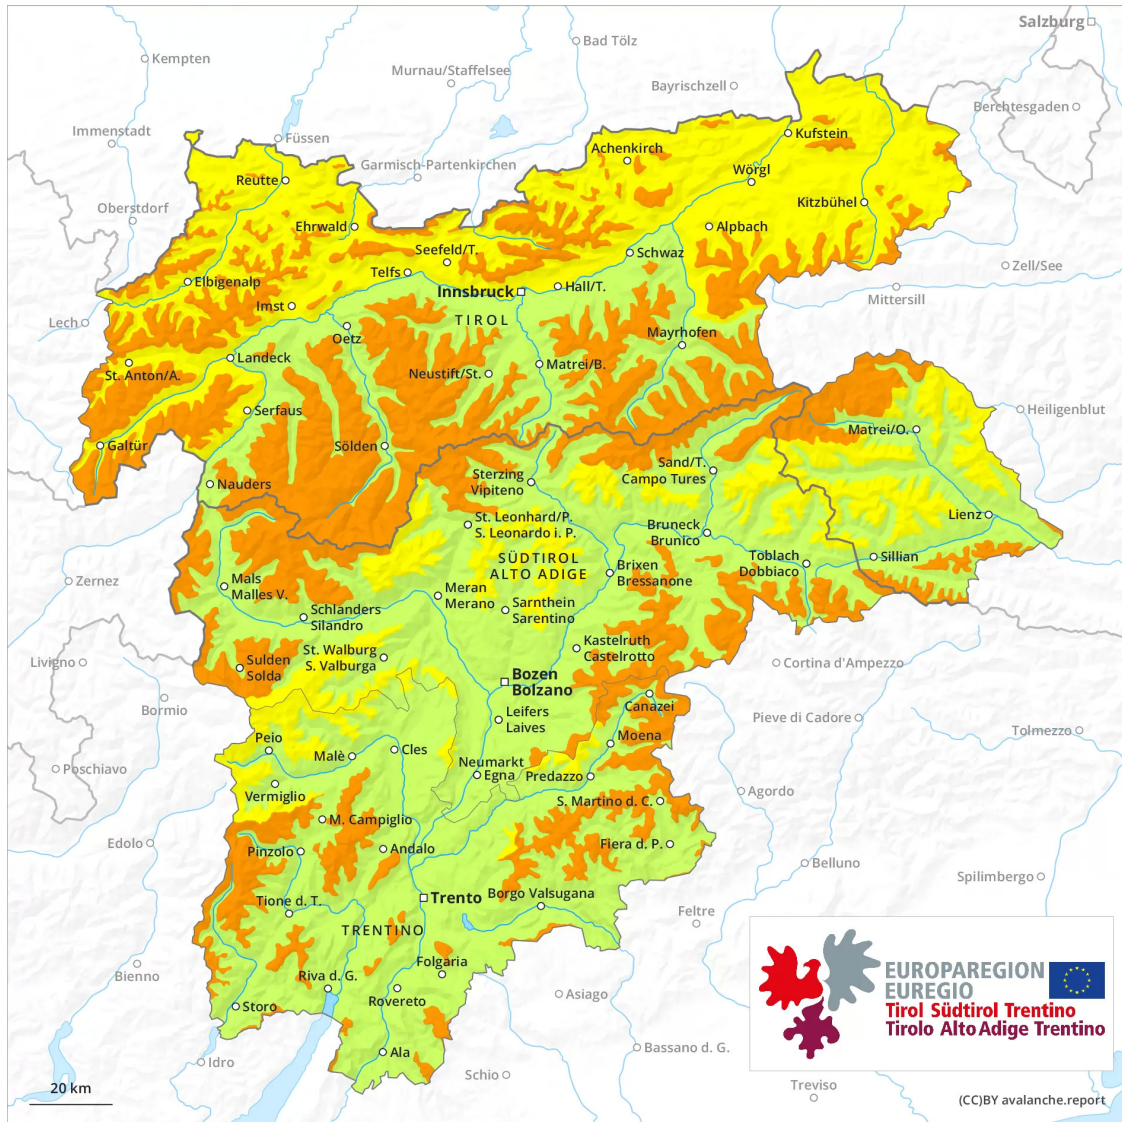 Salzburg
Bad Tölz
Kempten
Murnau/Staffelsee
Bayrischzell
Berchtesgaden
Immenstadt
Füssen
Kufstein
Achenkirch
Garmisch-Partenkirchen
Wörgl
Reutte
Oberstdorf
Kitzbühel
Ehrwald
Alpbach
Seefeld/T.
Schwaz
Zell/See
Telfs
Elbigenalp
Hall/T.
Innsbruck
Mittersill
Imst
TIROL
Lech
Oetz
Mayrhofen
Landeck
Matrei/B.
St. Anton/A.
Neustift/St.
Serfaus
Heiligenblut
Matrei/O.
Galtür
Sölden
Sand/T.
Campo Tures
Sterzing
Vipiteno
Nauders
Lienz
St. Leonhard/P.
S. Leonardo i. P.
Bruneck
Brunico
SÜDTIROL
ALTO ADIGE
Toblach
Dobbiaco
Sillian
Brixen
Bressanone
Zernez
Mals
Malles V.
Meran
Merano
Sarnthein
Sarentino
Schlanders
Silandro
Kastelruth
Castelrotto
St. Walburg
S. Valburga
Livigno
Sulden
Solda
Cortina d'Ampezzo
Bozen
Bolzano
Bormio
Canazei
Leifers
Laives
Pieve di Cadore
Tolmezzo
Peio
Moena
Malè
Cles
Neumarkt
Egna
Poschiavo
Predazzo
Vermiglio
Agordo
S. Martino d. C.
M. Campiglio
Edolo
Pinzolo
Andalo
Fiera d. P.
Belluno
Spilimbergo
Trento
Borgo Valsugana
Tione d. T.
Feltre
TRENTINO
Folgaria
Bienno
Riva d. G.
Rovereto
Asiago
Storo
EUROPAREGION
EUREGIO
Tirol Südtirol Trentino
Tirolo Alto Adige Trentino
Ala
Bassano d. G.
Idro
Schio
Treviso
20 km
(CC)BY avalanche.report